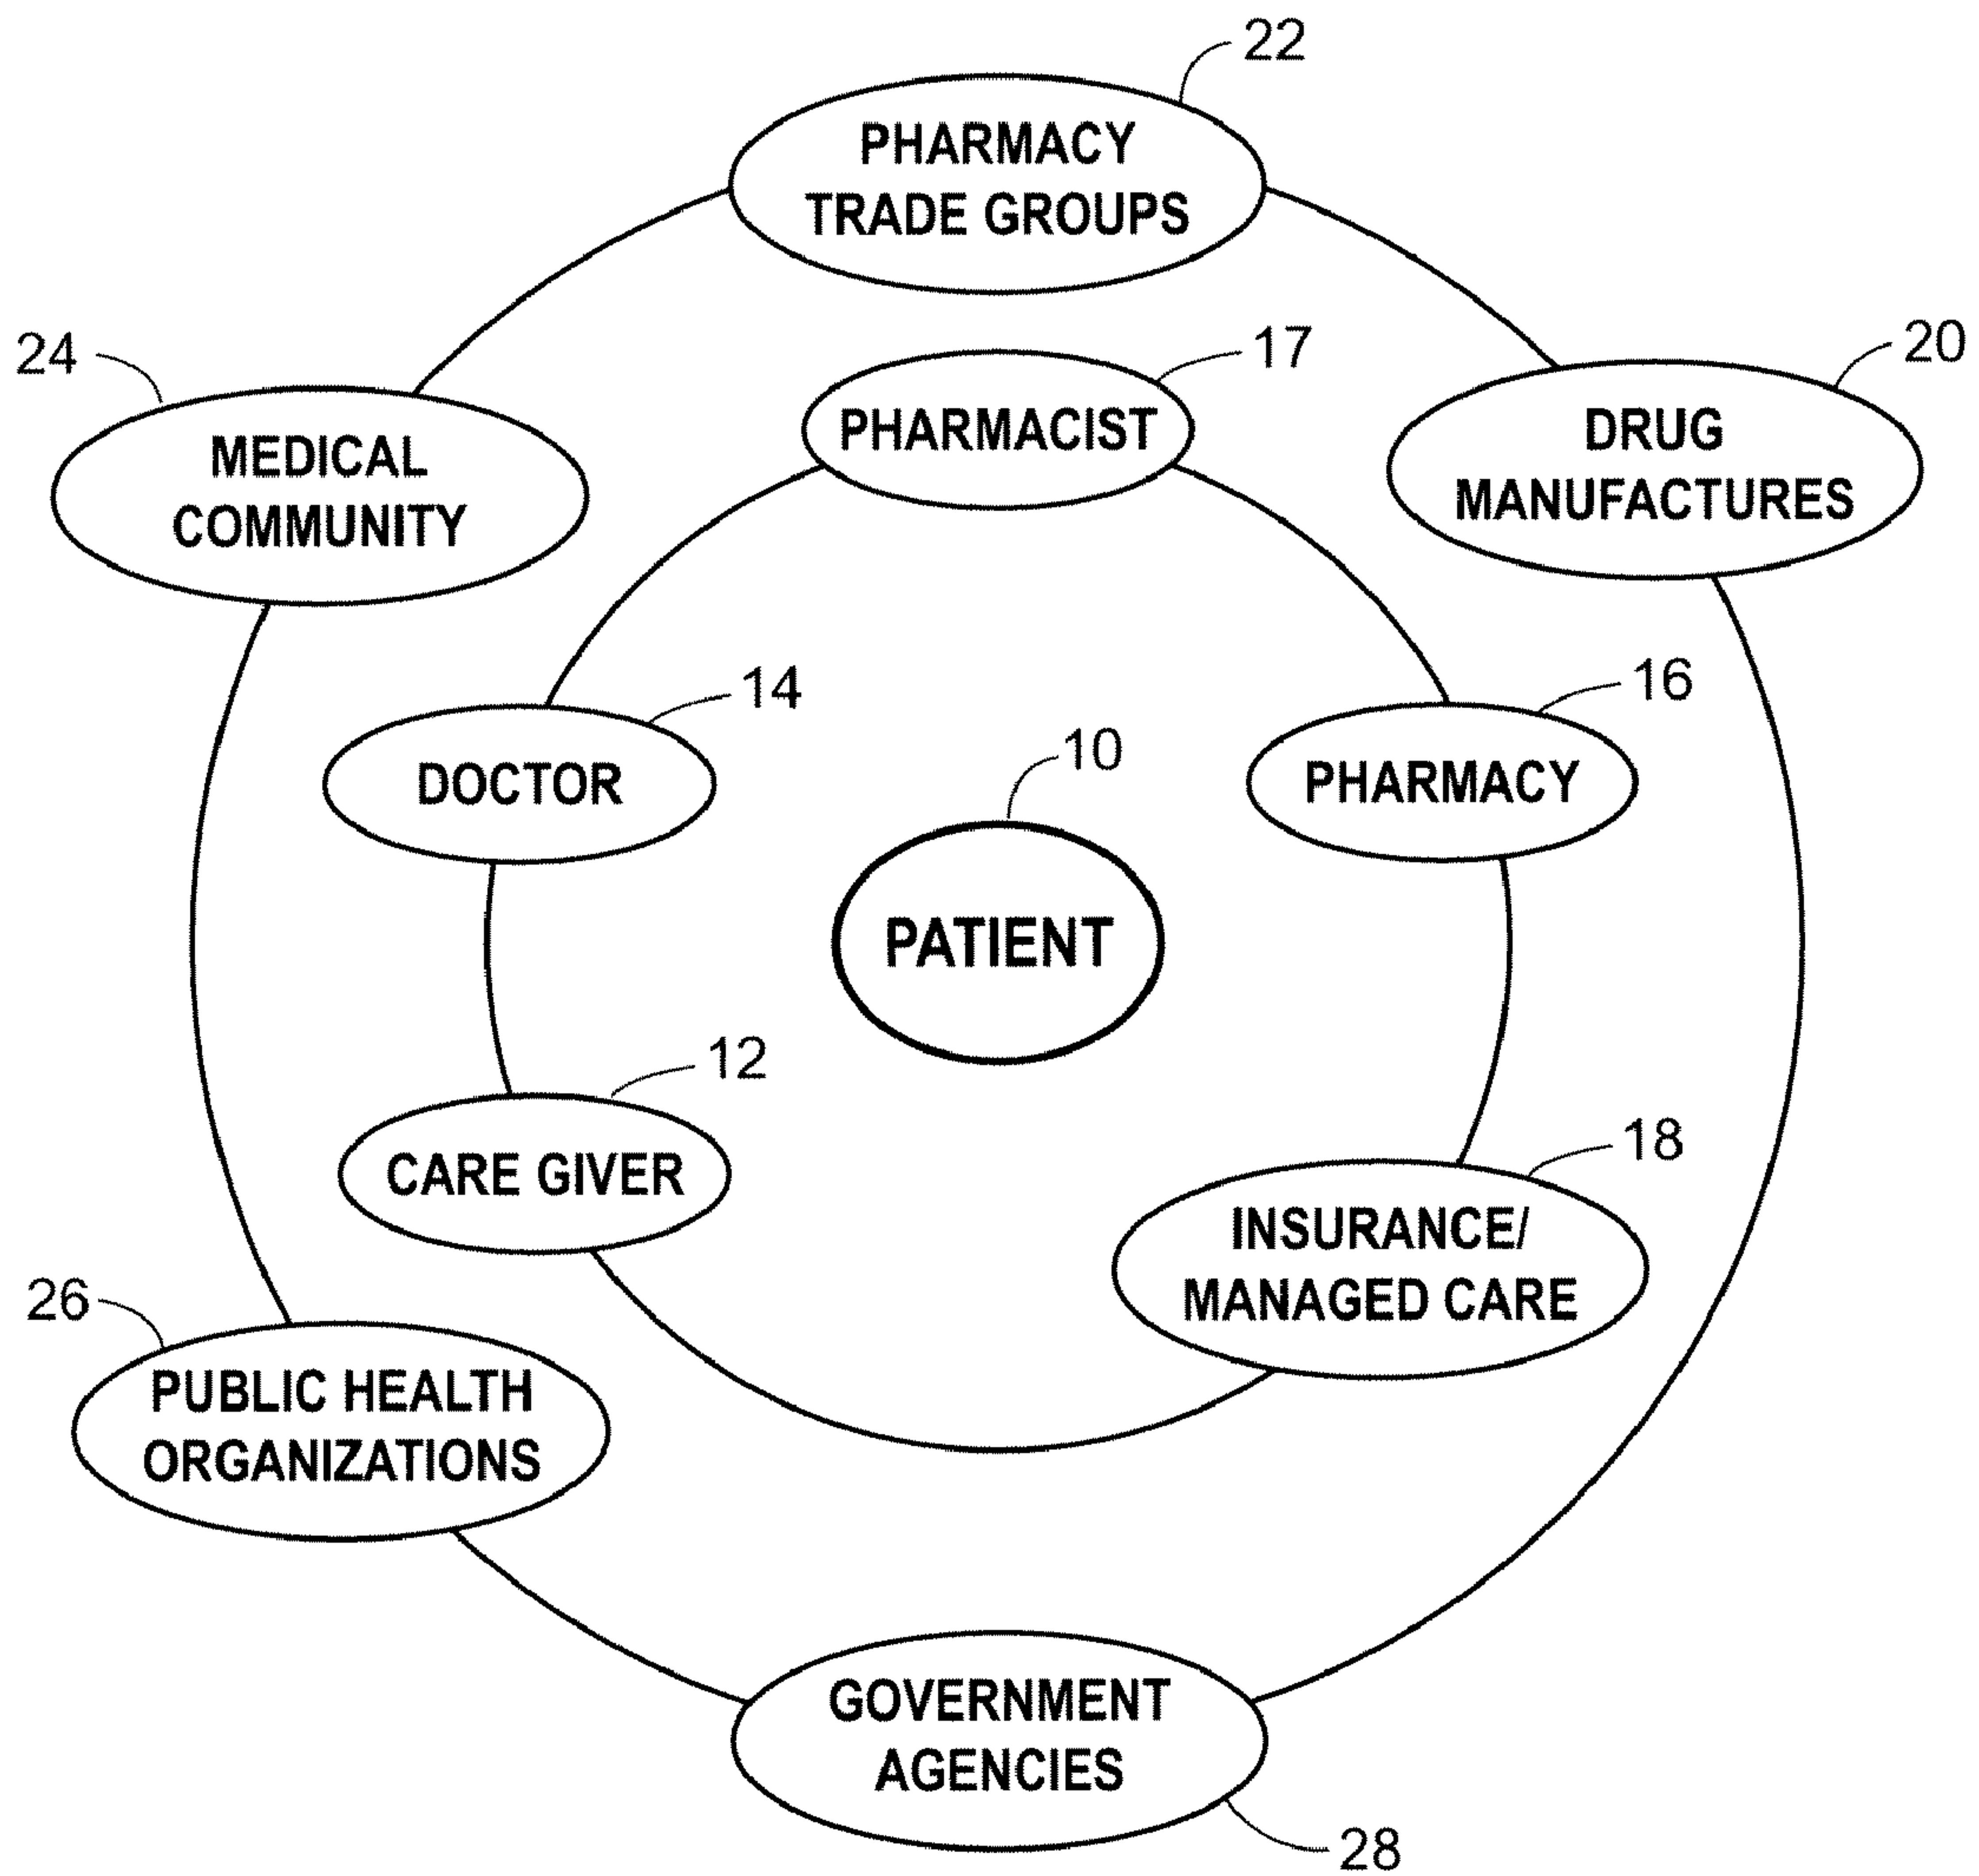 22
PHARMACY
TRADE GROUPS
24
17
20
MEDICAL
COMMUNITY
PHARMACIST
DRUG
MANUFACTURES
14
16
DOCTOR
10
PHARMACY
PATIENT
12
CARE GIVER
18
INSURANCE/
MANAGED CARE
26
PUBLIC HEALTH
ORGANIZATIONS
GOVERNMENT
AGENCIES
28